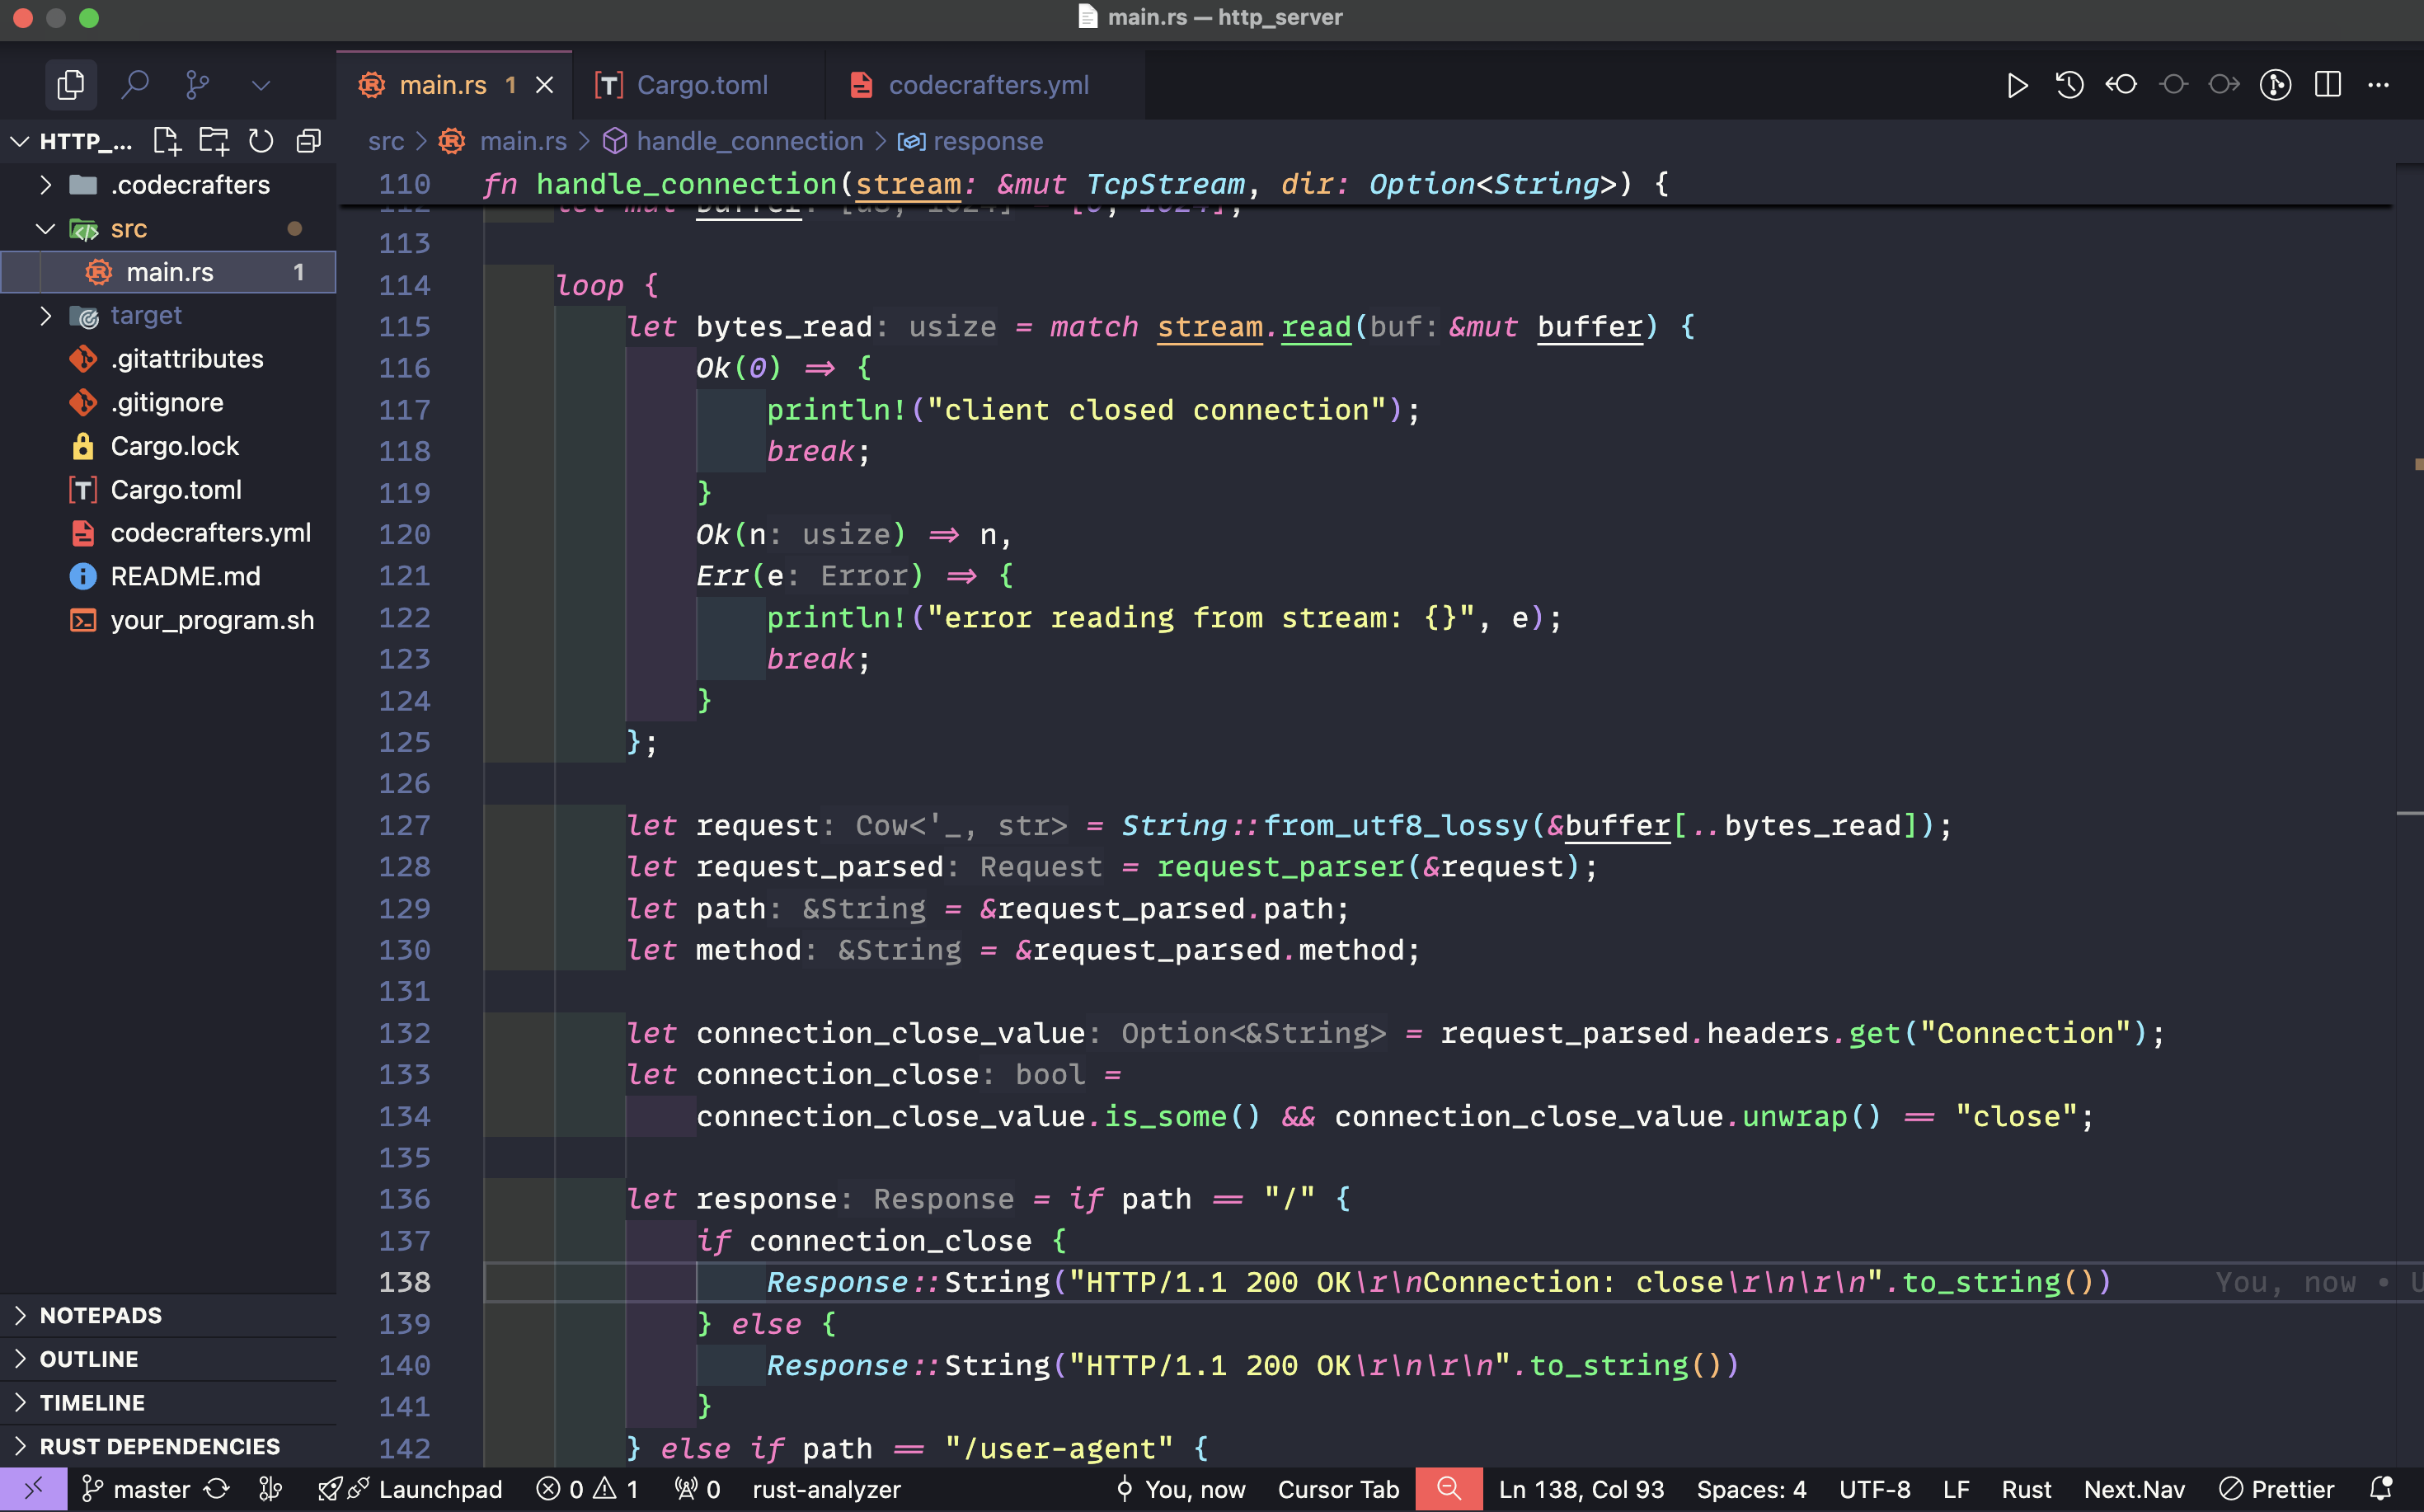 main.rs — http_server
main.rs 1
Cargo.toml
codecrafters.yml
HTTP_...
src > main.rs > handle_connection > response
.codecrafters
src
main.rs 1
target
.gitattributes
.gitignore
Cargo.lock
Cargo.toml
codecrafters.yml
README.md
your_program.sh
NOTEPADS
OUTLINE
TIMELINE
RUST DEPENDENCIES
110 fn handle_connection(stream: &mut TcpStream, dir: Option<String>) {
112 let mut buffer: [u8; 1024] = [0; 1024];
113
114 loop {
115 let bytes_read: usize = match stream.read(buf: &mut buffer) {
116 Ok(0) => {
117 println!("client closed connection");
118 break;
119 }
120 Ok(n: usize) => n,
121 Err(e: Error) => {
122 println!("error reading from stream: {}", e);
123 break;
124 }
125 };
126
127 let request: Cow<'_, str> = String::from_utf8_lossy(&buffer[..bytes_read]);
128 let request_parsed: Request = request_parser(&request);
129 let path: &String = &request_parsed.path;
130 let method: &String = &request_parsed.method;
131
132 let connection_close_value: Option<&String> = request_parsed.headers.get("Connection");
133 let connection_close: bool =
134 connection_close_value.is_some() && connection_close_value.unwrap() == "close";
135
136 let response: Response = if path == "/" {
137 if connection_close {
138 Response::String("HTTP/1.1 200 OK\r\nConnection: close\r\n\r\n".to_string()) You, now •
139 } else {
140 Response::String("HTTP/1.1 200 OK\r\n\r\n".to_string())
141 }
142 } else if path == "/user-agent" {
master Launchpad 0 1 0 rust-analyzer You, now Cursor Tab Ln 138, Col 93 Spaces: 4 UTF-8 LF Rust Next.Nav Prettier